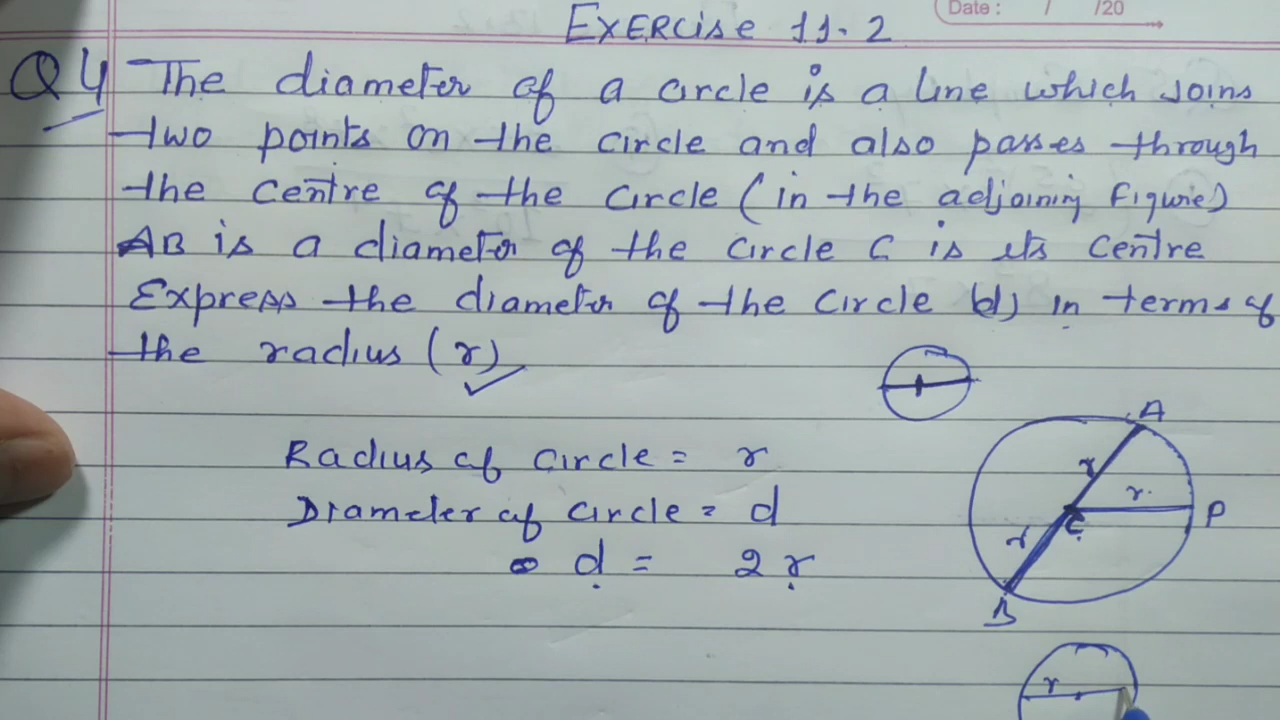 Date : / /20
Exercise 11.2
Q4 The diameter of a circle is a line which joins
two points on the circle and also passes through
the centre of the circle (in the adjoining figure)
AB is a diameter of the circle C is its centre
Express the diameter of the circle (d) in terms of
the radius (r)
Radius of circle = r
Diameter of circle = d
d = 2r
A
r
r.
P
C
r
B
r